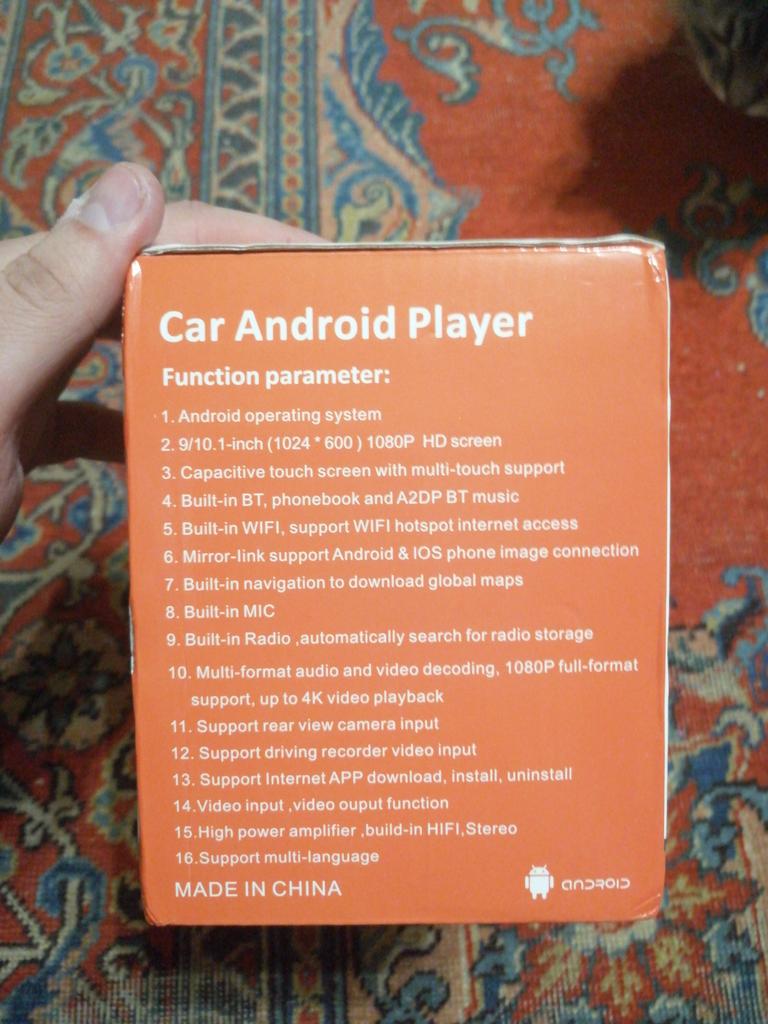 Car Android Player
Function parameter:
1. Android operating system
2. 9/10.1-inch (1024 * 600 ) 1080P HD screen
3. Capacitive touch screen with multi-touch support
4. Built-in BT, phonebook and A2DP BT music
5. Built-in WIFI, support WIFI hotspot internet access
6. Mirror-link support Android & IOS phone image connection
7. Built-in navigation to download global maps
8. Built-in MIC
9. Built-in Radio ,automatically search for radio storage
10. Multi-format audio and video decoding, 1080P full-format
support, up to 4K video playback
11. Support rear view camera input
12. Support driving recorder video input
13. Support Internet APP download, install, uninstall
14.Video input ,video ouput function
15.High power amplifier ,build-in HIFI,Stereo
16.Support multi-language
MADE IN CHINA
ANDROID